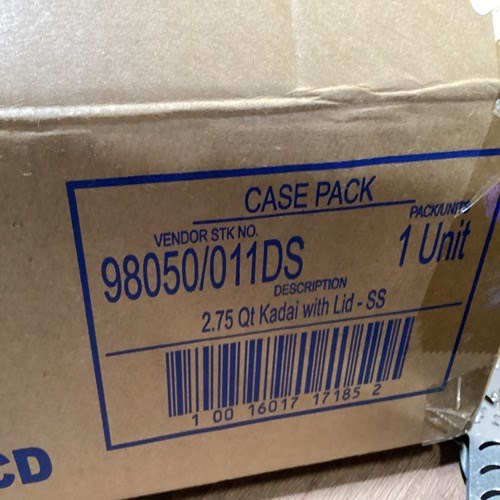 CASE PACK
VENDOR STK NO.
PACK/UNITS
98050/011DS
1 Unit
DESCRIPTION
2.75 Qt Kadai with Lid - SS
1 00 16017 17185 2
CD